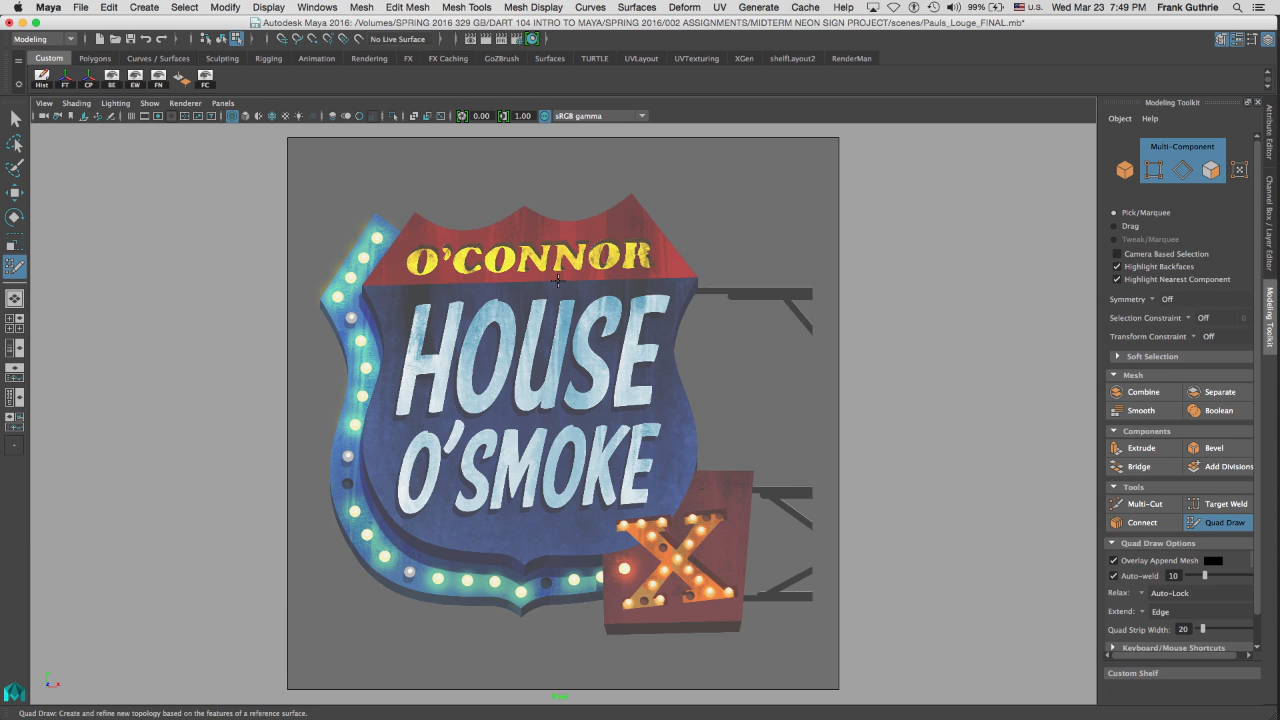 Maya File Edit Create Select Modify Display Windows Mesh Edit Mesh Mesh Tools Mesh Display Curves Surfaces Deform UV Generate Cache Help 99% U.S. Wed Mar 23 7:49 PM Frank Guthrie
Autodesk Maya 2016: /Volumes/SPRING 2016 329 GB/DART 104 INTRO TO MAYA/SPRING 2016/002 ASSIGNMENTS/MIDTERM NEON SIGN PROJECT/scenes/Pauls_Louge_FINAL.mb*
Modeling No Live Surface
Custom Polygons Curves / Surfaces Sculpting Rigging Animation Rendering FX FX Caching GoZBrush Surfaces TURTLE UVLayout UVTexturing XGen shelfLayout2 RenderMan
Hist FT CP BE EW FN FC
View Shading Lighting Show Renderer Panels
0.00 1.00 sRGB gamma
Modeling Toolkit
Object Help
Multi-Component
Pick/Marquee
Drag
Tweak/Marquee
Camera Based Selection
Highlight Backfaces
Highlight Nearest Component
Symmetry Off
Selection Constraint Off 0
Transform Constraint Off
Soft Selection
Mesh
Combine Separate
Smooth Boolean
Components
Extrude Bevel
Bridge Add Divisions
Tools
Multi-Cut Target Weld
Connect Quad Draw
Quad Draw Options
Overlay Append Mesh
Auto-weld 10
Relax: Auto-Lock
Extend: Edge
Quad Strip Width: 20
Keyboard/Mouse Shortcuts
Custom Shelf
Attribute Editor
Channel Box / Layer Editor
Modeling Toolkit
O'CONNOR
HOUSE
O'SMOKE
X
Quad Draw: Create and refine new topology based on the features of a reference surface.